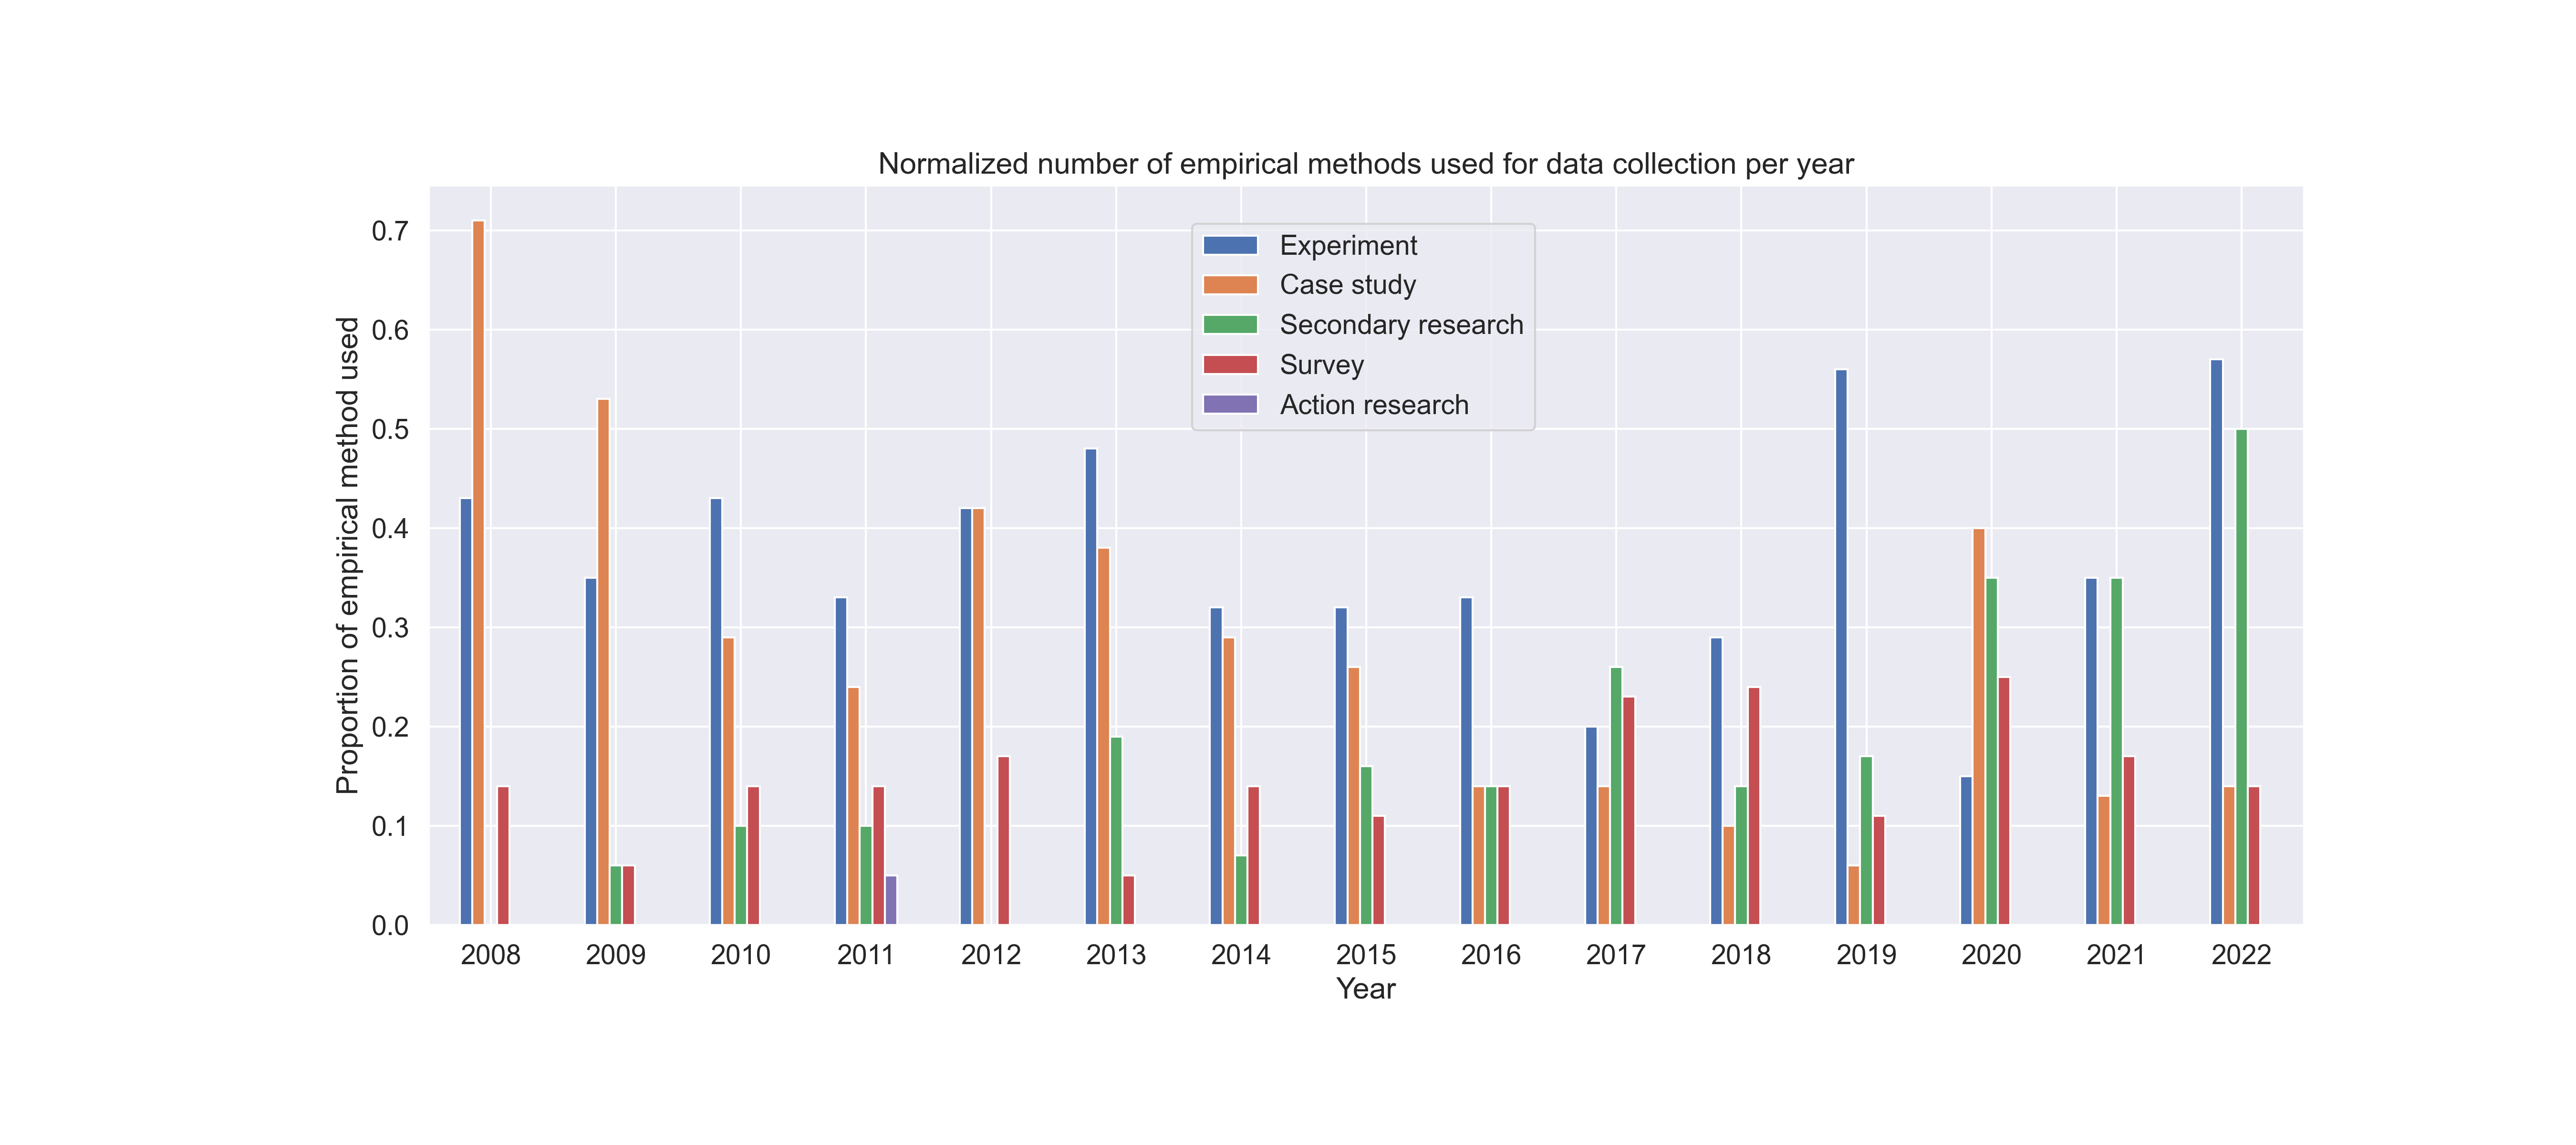 Normalized number of empirical methods used for data collection per year
Proportion of empirical method used
0.7
0.6
0.5
0.4
0.3
0.2
0.1
0.0
Experiment
Case study
Secondary research
Survey
Action research
2008 2009 2010 2011 2012 2013 2014 2015 2016 2017 2018 2019 2020 2021 2022
Year